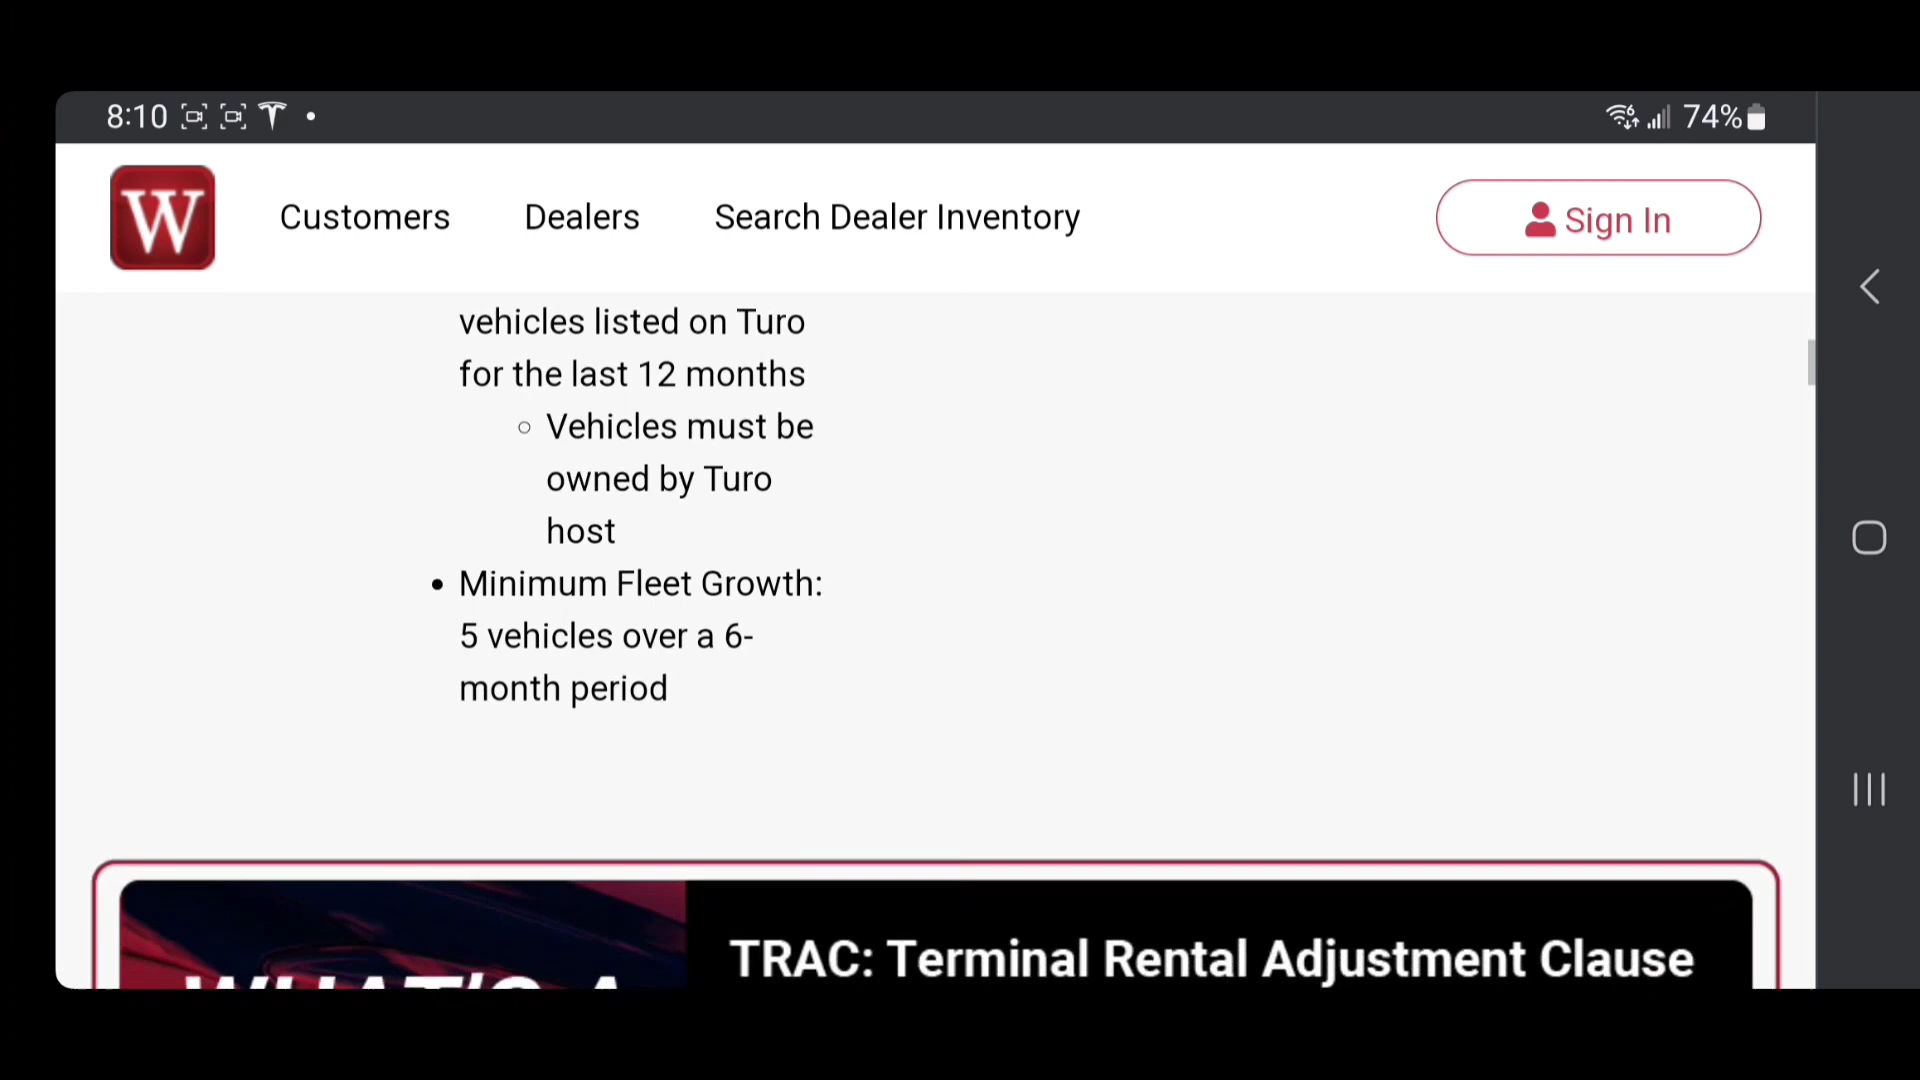 8:10
74%
W
Customers
Dealers
Search Dealer Inventory
Sign In
vehicles listed on Turo
for the last 12 months
Vehicles must be
owned by Turo
host
Minimum Fleet Growth:
5 vehicles over a 6-
month period
TRAC: Terminal Rental Adjustment Clause
WHAT'S A